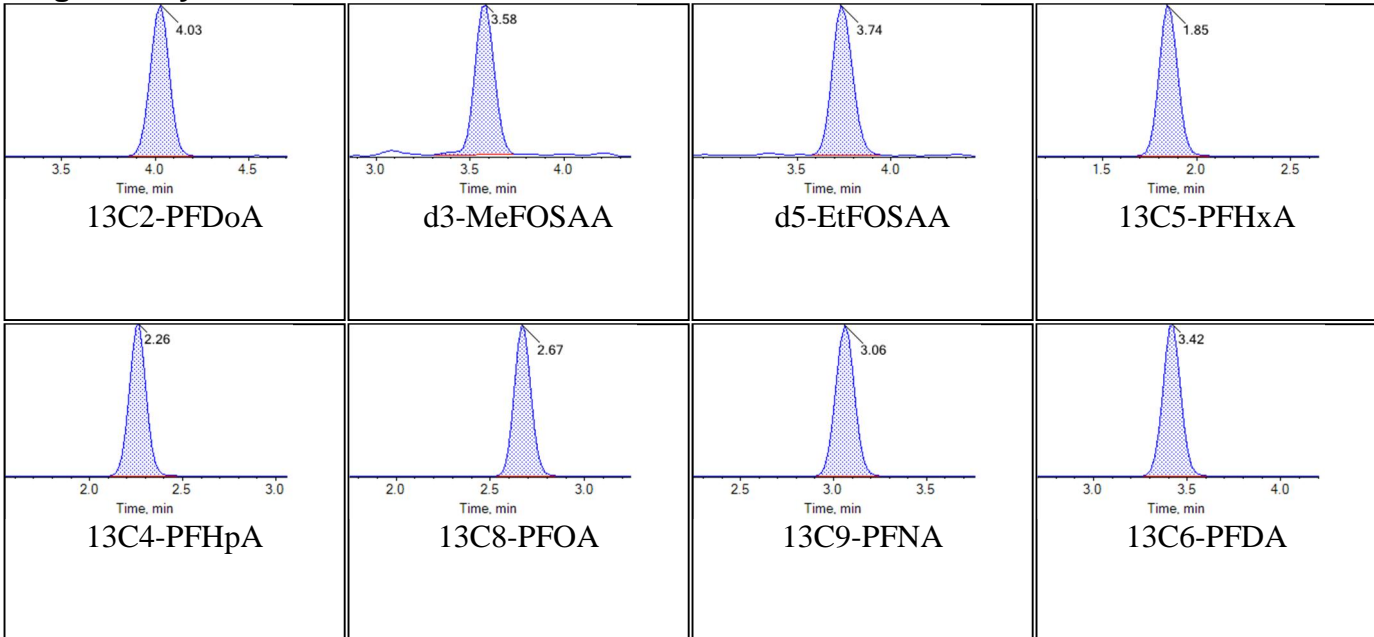 4.03
3.5 4.0 4.5
Time, min
13C2-PFDoA
3.58
3.0 3.5 4.0
Time, min
d3-MeFOSAA
3.74
3.5 4.0
Time, min
d5-EtFOSAA
1.85
1.5 2.0 2.5
Time, min
13C5-PFHxA
2.26
2.0 2.5 3.0
Time, min
13C4-PFHpA
2.67
2.0 2.5 3.0
Time, min
13C8-PFOA
3.06
2.5 3.0 3.5
Time, min
13C9-PFNA
3.42
3.0 3.5 4.0
Time, min
13C6-PFDA